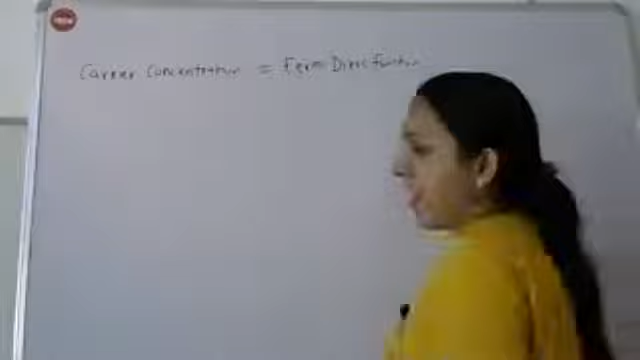 Carrier Concentration = Fermi Dirac Function